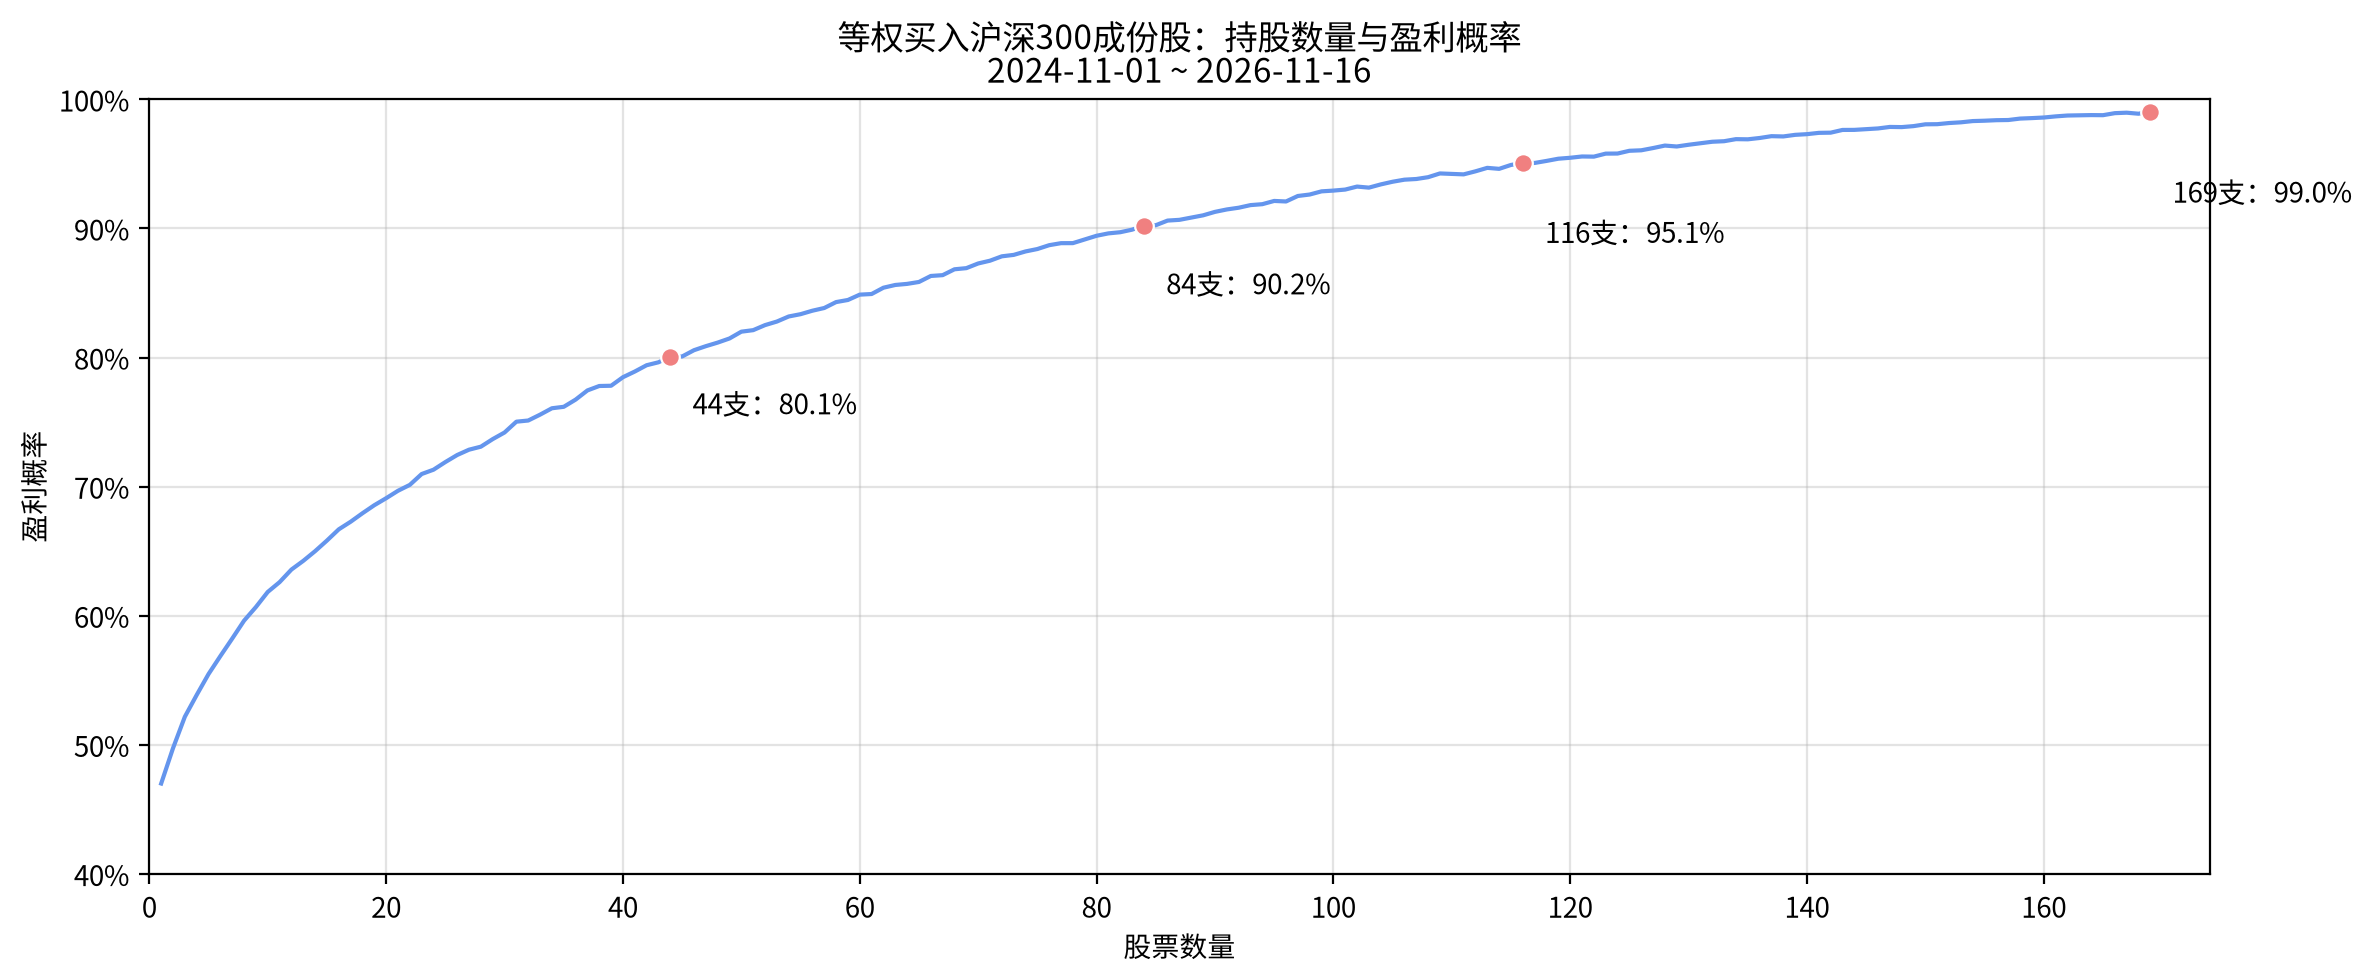 等权买入沪深300成份股：持股数量与盈利概率
2024-11-01 ~ 2026-11-16
100%
90%
80%
70%
60%
50%
40%
盈利概率
169支：99.0%
116支：95.1%
84支：90.2%
44支：80.1%
0 20 40 60 80 100 120 140 160
股票数量